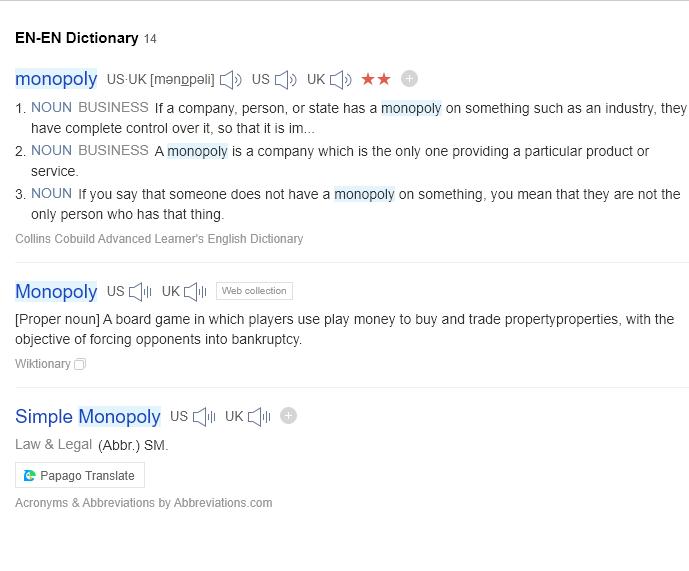 EN-EN Dictionary 14
monopoly US·UK [mənɒpəli] US UK ★★
1. NOUN BUSINESS If a company, person, or state has a monopoly on something such as an industry, they
have complete control over it, so that it is im...
2. NOUN BUSINESS A monopoly is a company which is the only one providing a particular product or
service.
3. NOUN If you say that someone does not have a monopoly on something, you mean that they are not the
only person who has that thing.
Collins Cobuild Advanced Learner's English Dictionary
Monopoly US UK Web collection
[Proper noun] A board game in which players use play money to buy and trade propertyproperties, with the
objective of forcing opponents into bankruptcy.
Wiktionary
Simple Monopoly US UK
Law & Legal (Abbr.) SM.
Papago Translate
Acronyms & Abbreviations by Abbreviations.com